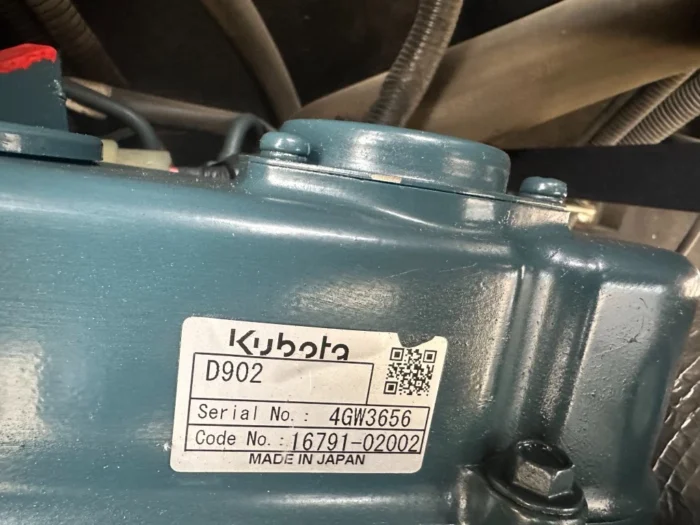 Kubota
D902
Serial No.: 4GW3656
Code No.: 16791-02002
MADE IN JAPAN